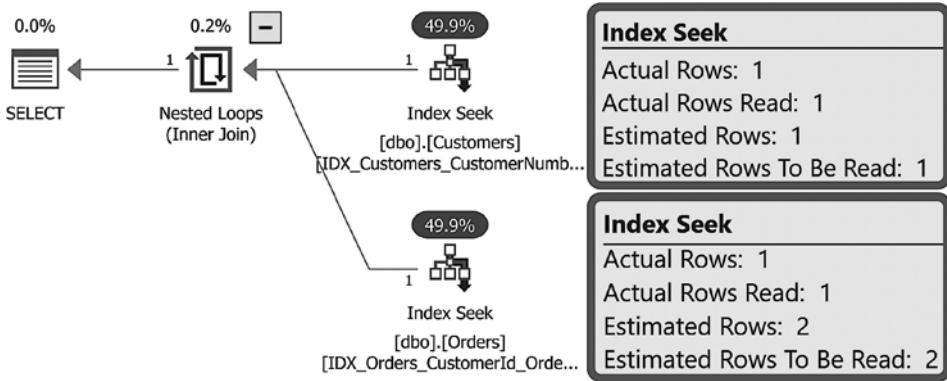 0.0%
SELECT
0.2%
−
1
Nested Loops
(Inner Join)
49.9%
1
Index Seek
[dbo].[Customers]
[IDX_Customers_CustomerNumb...
Index Seek
Actual Rows: 1
Actual Rows Read: 1
Estimated Rows: 1
Estimated Rows To Be Read: 1
49.9%
1
Index Seek
[dbo].[Orders]
[IDX_Orders_CustomerId_Orde...
Index Seek
Actual Rows: 1
Actual Rows Read: 1
Estimated Rows: 2
Estimated Rows To Be Read: 2